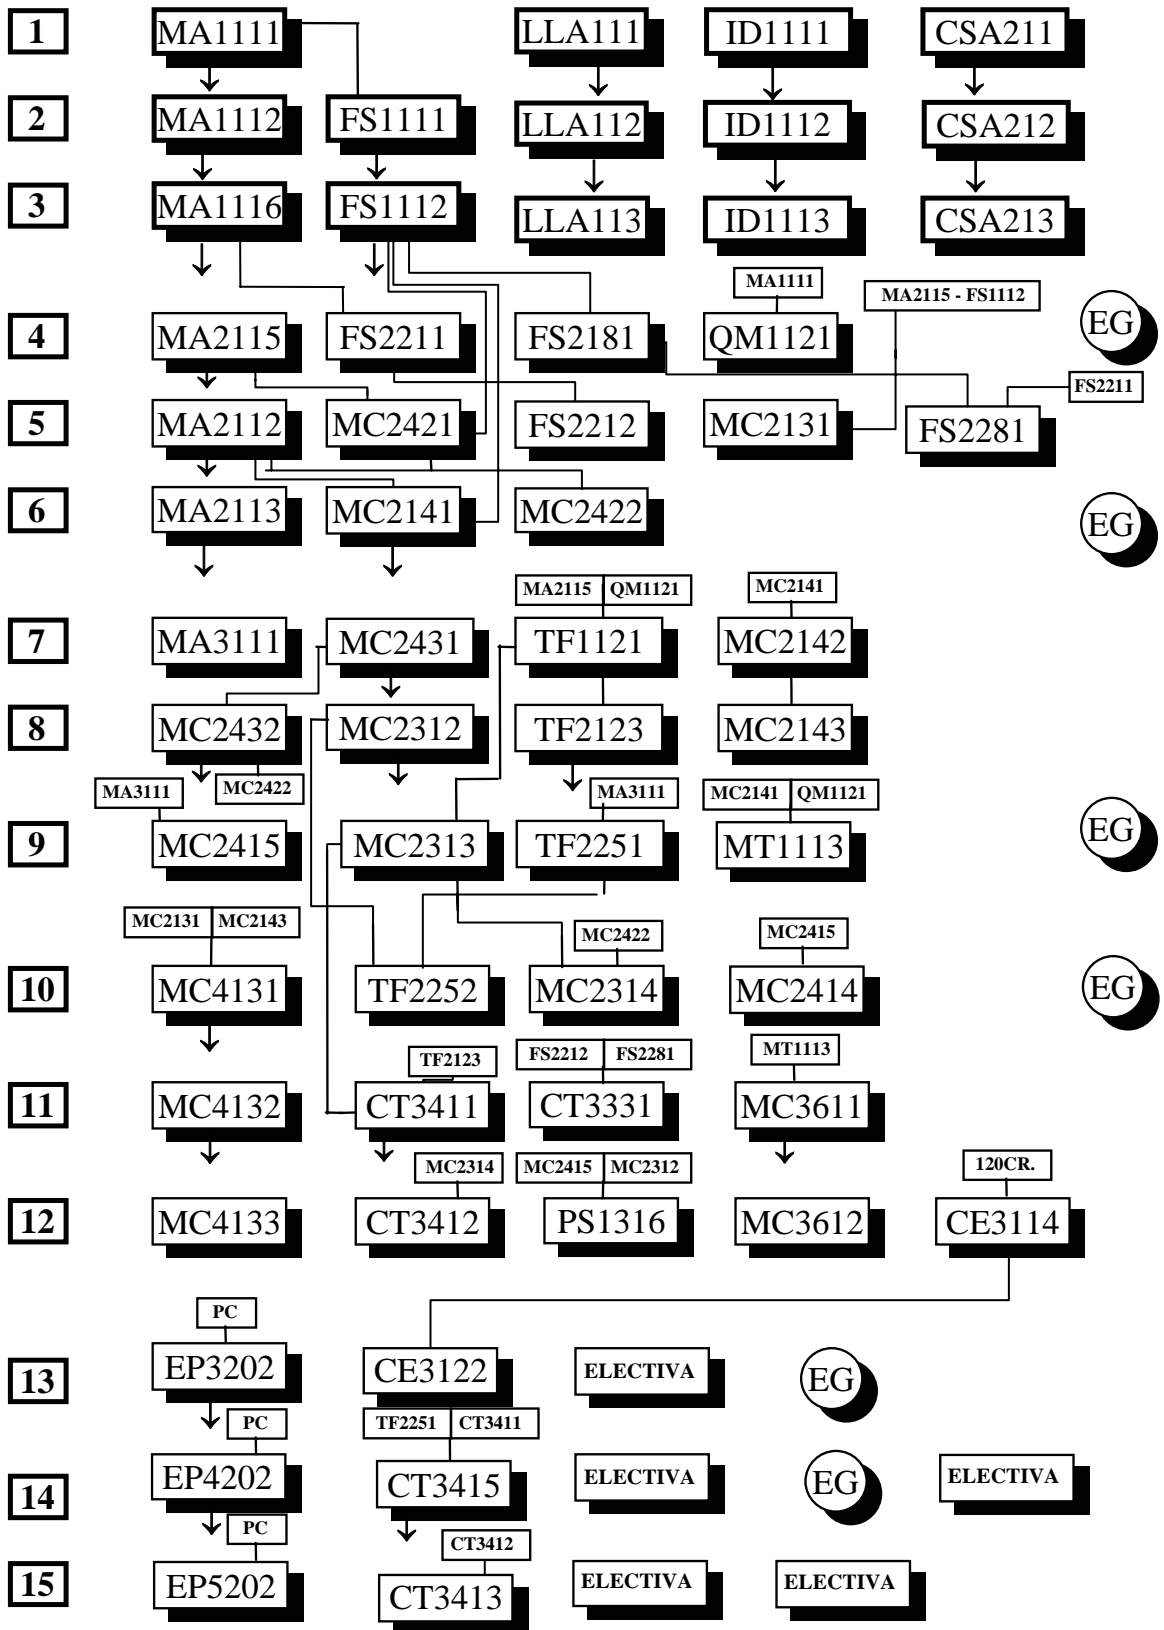 1 MA1111 LLA111 ID1111 CSA211
2 MA1112 FS1111 LLA112 ID1112 CSA212
3 MA1116 FS1112 LLA113 ID1113 CSA213
MA1111 MA2115 - FS1112
4 MA2115 FS2211 FS2181 QM1121 EG
FS2211
5 MA2112 MC2421 FS2212 MC2131 FS2281
6 MA2113 MC2141 MC2422 EG
MA2115 QM1121 MC2141
7 MA3111 MC2431 TF1121 MC2142
8 MC2432 MC2312 TF2123 MC2143
MA3111 MC2422 MA3111 MC2141 QM1121
9 MC2415 MC2313 TF2251 MT1113 EG
MC2131 MC2143 MC2422 MC2415
10 MC4131 TF2252 MC2314 MC2414 EG
TF2123 FS2212 FS2281 MT1113
11 MC4132 CT3411 CT3331 MC3611
MC2314 MC2415 MC2312 120CR.
12 MC4133 CT3412 PS1316 MC3612 CE3114
PC
13 EP3202 CE3122 ELECTIVA EG
PC TF2251 CT3411
14 EP4202 CT3415 ELECTIVA EG ELECTIVA
PC CT3412
15 EP5202 CT3413 ELECTIVA ELECTIVA